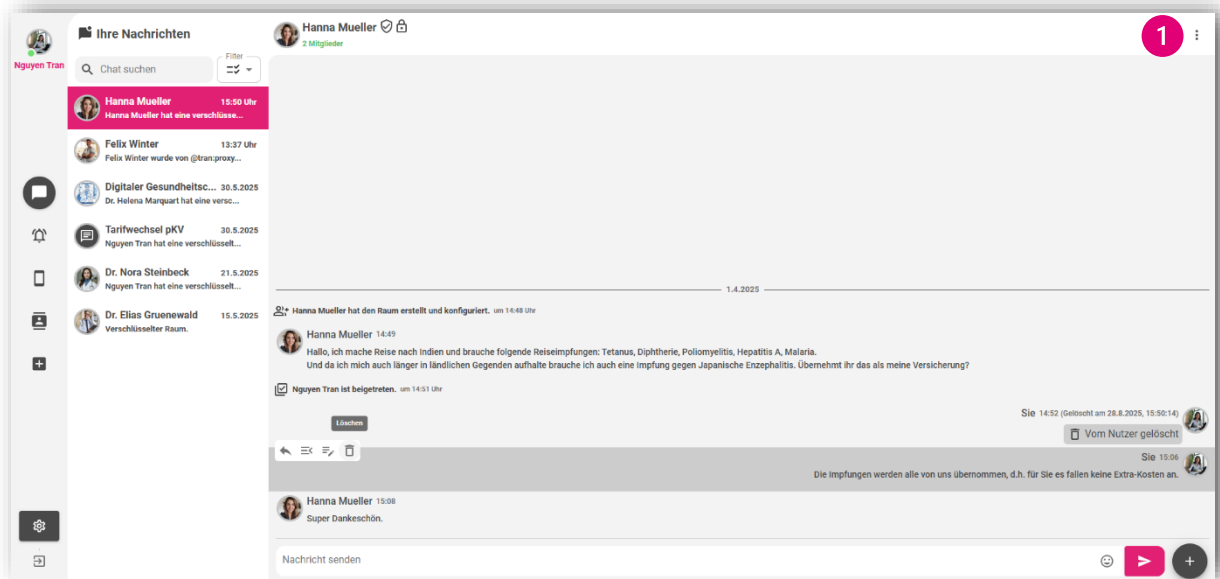 Nguyen Tran
Ihre Nachrichten
Chat suchen
Filter
Hanna Mueller 15:50 Uhr
Hanna Mueller hat eine verschlüsse...
Felix Winter 13:37 Uhr
Felix Winter wurde von @tran:proxy...
Digitaler Gesundheitsc... 30.5.2025
Dr. Helena Marquart hat eine versc...
Tarifwechsel pKV 30.5.2025
Nguyen Tran hat eine verschlüsselt...
Dr. Nora Steinbeck 21.5.2025
Nguyen Tran hat eine verschlüsselt...
Dr. Elias Gruenewald 15.5.2025
Verschlüsselter Raum.
Hanna Mueller
2 Mitglieder
1
1.4.2025
Hanna Mueller hat den Raum erstellt und konfiguriert. um 14:48 Uhr
Hanna Mueller 14:49
Hallo, ich mache Reise nach Indien und brauche folgende Reiseimpfungen: Tetanus, Diphtherie, Poliomyelitis, Hepatitis A, Malaria.
Und da ich mich auch länger in ländlichen Gegenden aufhalte brauche ich auch eine Impfung gegen Japanische Enzephalitis. Übernehmt ihr das als meine Versicherung?
Nguyen Tran ist beigetreten. um 14:51 Uhr
Sie 14:52 (Gelöscht am 28.8.2025, 15:50:14)
Vom Nutzer gelöscht
Löschen
Sie 15:06
Die Impfungen werden alle von uns übernommen, d.h. für Sie es fallen keine Extra-Kosten an.
Hanna Mueller 15:08
Super Dankeschön.
Nachricht senden